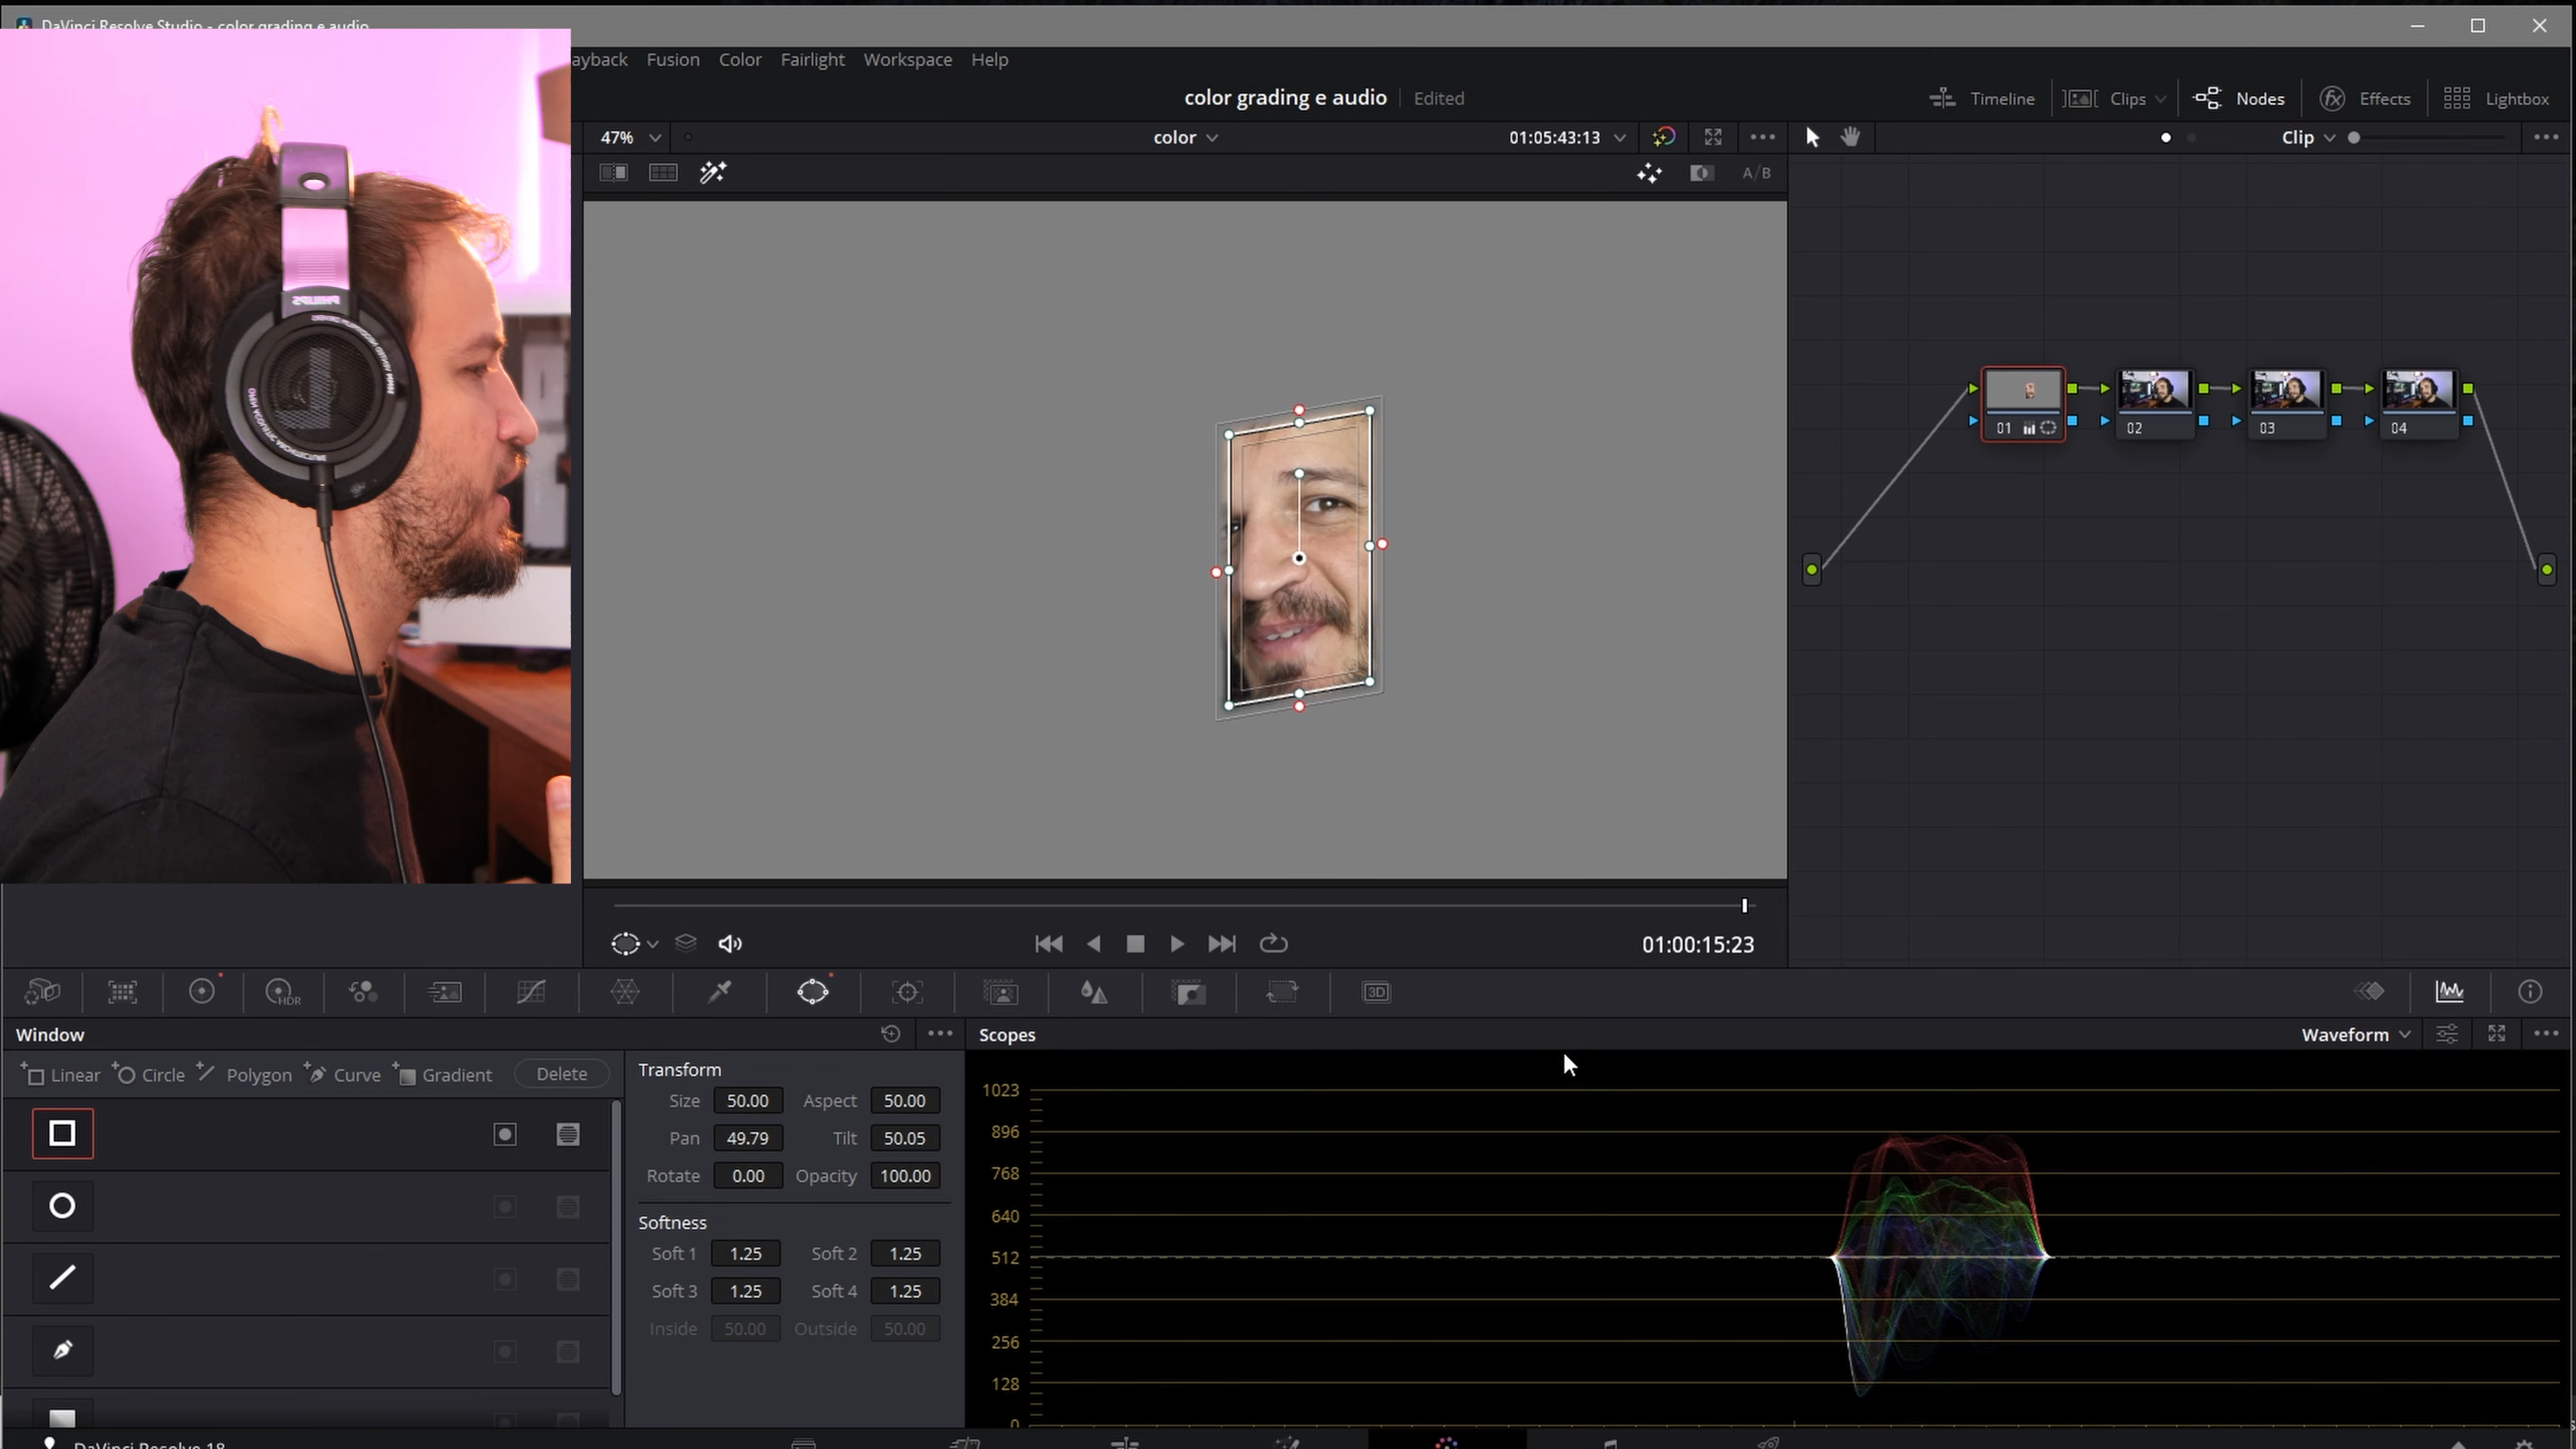 DaVinci Resolve Studio - color grading e audio
ayback Fusion Color Fairlight Workspace Help
color grading e audio Edited
Timeline Clips Nodes Effects Lightbox
47% color 01:05:43:13 Clip
A/B
PHILIPS
01 02 03 04
01:00:15:23
HDR 3D
Window
Scopes Waveform
Linear Circle Polygon Curve Gradient Delete
Transform
Size 50.00 Aspect 50.00
Pan 49.79 Tilt 50.05
Rotate 0.00 Opacity 100.00
Softness
Soft 1 1.25 Soft 2 1.25
Soft 3 1.25 Soft 4 1.25
Inside 50.00 Outside 50.00
1023
896
768
640
512
384
256
128
0
DaVinci Resolve 18